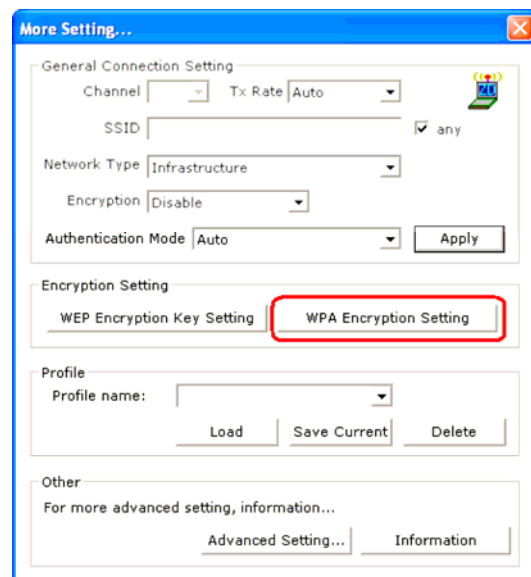 More Setting...
General Connection Setting
Channel Tx Rate Auto
ZD
SSID any
Network Type Infrastructure
Encryption Disable
Authentication Mode Auto Apply
Encryption Setting
WEP Encryption Key Setting WPA Encryption Setting
Profile
Profile name:
Load Save Current Delete
Other
For more advanced setting, information...
Advanced Setting... Information